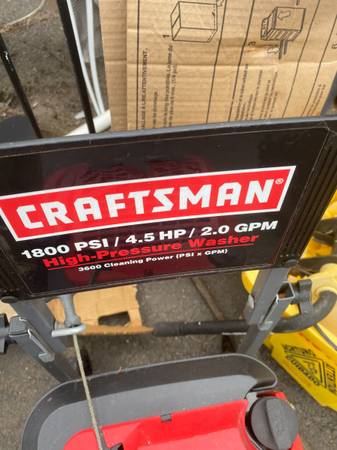 CRAFTSMAN®
1800 PSI / 4.5 HP / 2.0 GPM
High-Pressure Washer
3600 Cleaning Power (PSI x GPM)